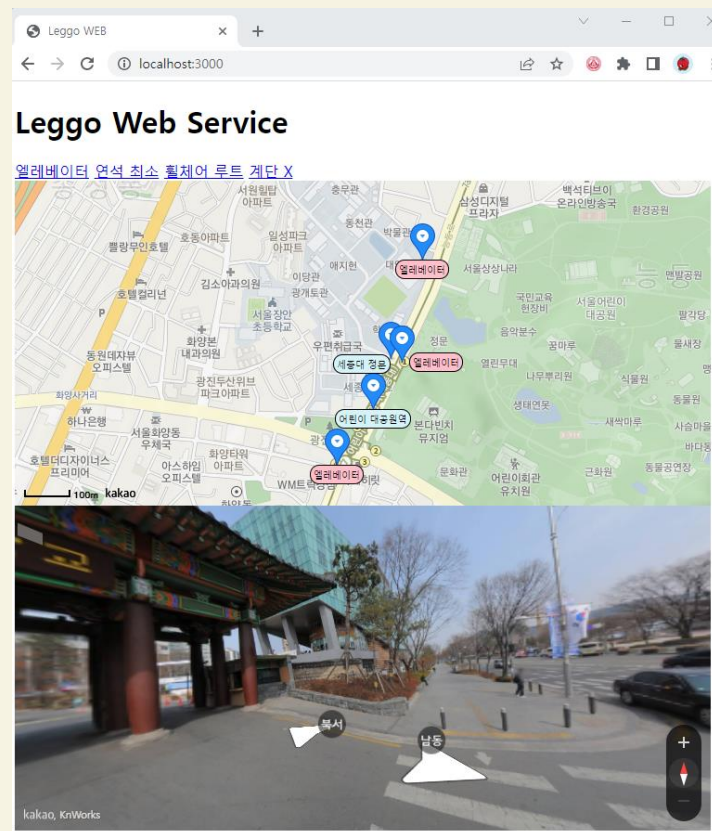 Leggo WEB
localhost:3000
Leggo Web Service
엘레베이터 연석 최소 휠체어 루트 계단 X
서원힐탑
아파트
충무관
삼성디지털
프라자
백석티브이
온라인방송국
환경공원
동천관
박물관
빨랑무인호텔
호동아파트
일성파크
아파트
애지헌
엘레베이터
서울상상나라
맨발공원
이당관
광개토관
김소아과의원
호텔컬리넌
서울장안
초등학교
국민교육
헌장비
서울어린이
대공원
팔각당
P
우편취급국
정문
음악분수
꿈마루
물새장
화양본
내과의원
세종대 정문
엘레베이터
열린무대
나무뿌리원
식물원
동원데자뷰
오피스텔
광진두산위브
파크아파트
생태연못
동물원
화양사거리
어린이 대공원역
하나은행
서울화양동
우체국
본다빈치
뮤지엄
새싹마루
사슴마을
바다동
호텔더디자이너스
프리미어
아스하임
오피스텔
화양타워
아파트
엘레베이터
2
3
문화관
어린이회관
유치원
근화원
동물공연장
100m kakao
북서
남동
kakao, KnWorks